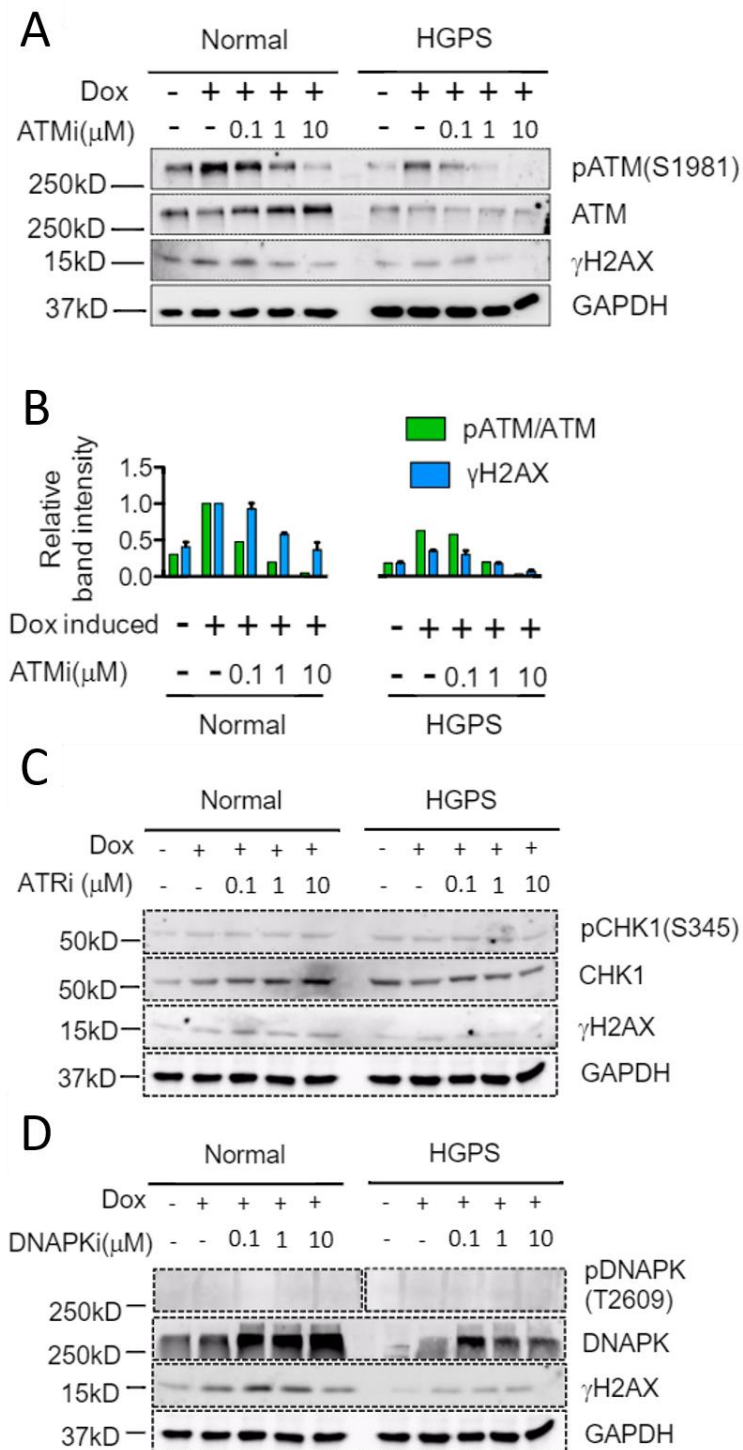 A
Normal HGPS
Dox - + + + + - + + + +
ATMi(μM) - - 0.1 1 10 - - 0.1 1 10
250kD pATM(S1981)
250kD ATM
15kD γH2AX
37kD GAPDH
B
pATM/ATM
γH2AX
Relative
band intensity
1.5
1.0
0.5
0.0
Dox induced - + + + + - + + + +
ATMi(μM) - - 0.1 1 10 - - 0.1 1 10
Normal HGPS
C
Normal HGPS
Dox - + + + + - + + + +
ATRi (μM) - - 0.1 1 10 - - 0.1 1 10
50kD pCHK1(S345)
50kD CHK1
15kD γH2AX
37kD GAPDH
D
Normal HGPS
Dox - + + + + - + + + +
DNAPKi(μM) - - 0.1 1 10 - - 0.1 1 10
pDNAPK
250kD (T2609)
250kD DNAPK
15kD γH2AX
37kD GAPDH